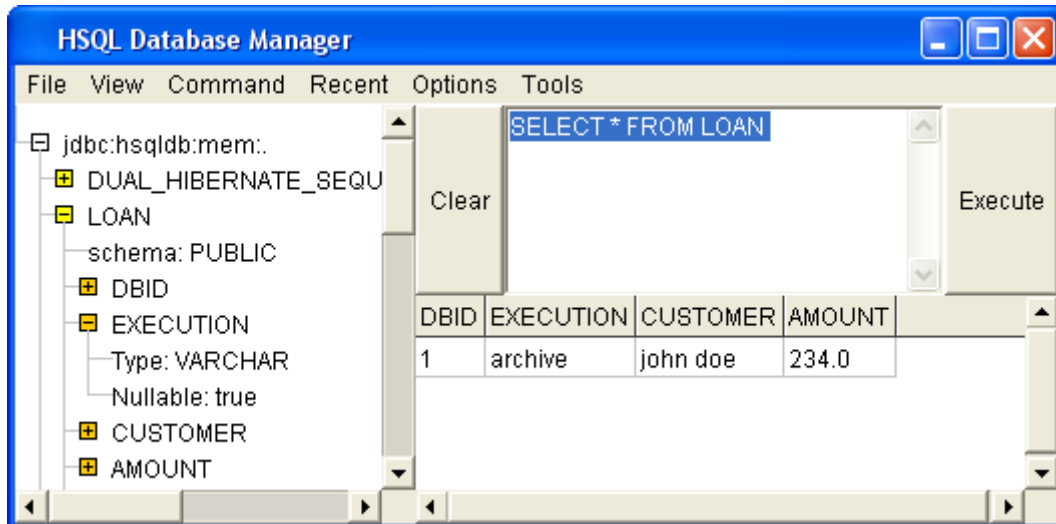 HSQL Database Manager
File View Command Recent Options Tools
jdbc:hsqldb:mem:.
DUAL_HIBERNATE_SEQU
LOAN
schema: PUBLIC
DBID
EXECUTION
Type: VARCHAR
Nullable: true
CUSTOMER
AMOUNT
Clear
SELECT * FROM LOAN
Execute
DBID EXECUTION CUSTOMER AMOUNT
1 archive john doe 234.0